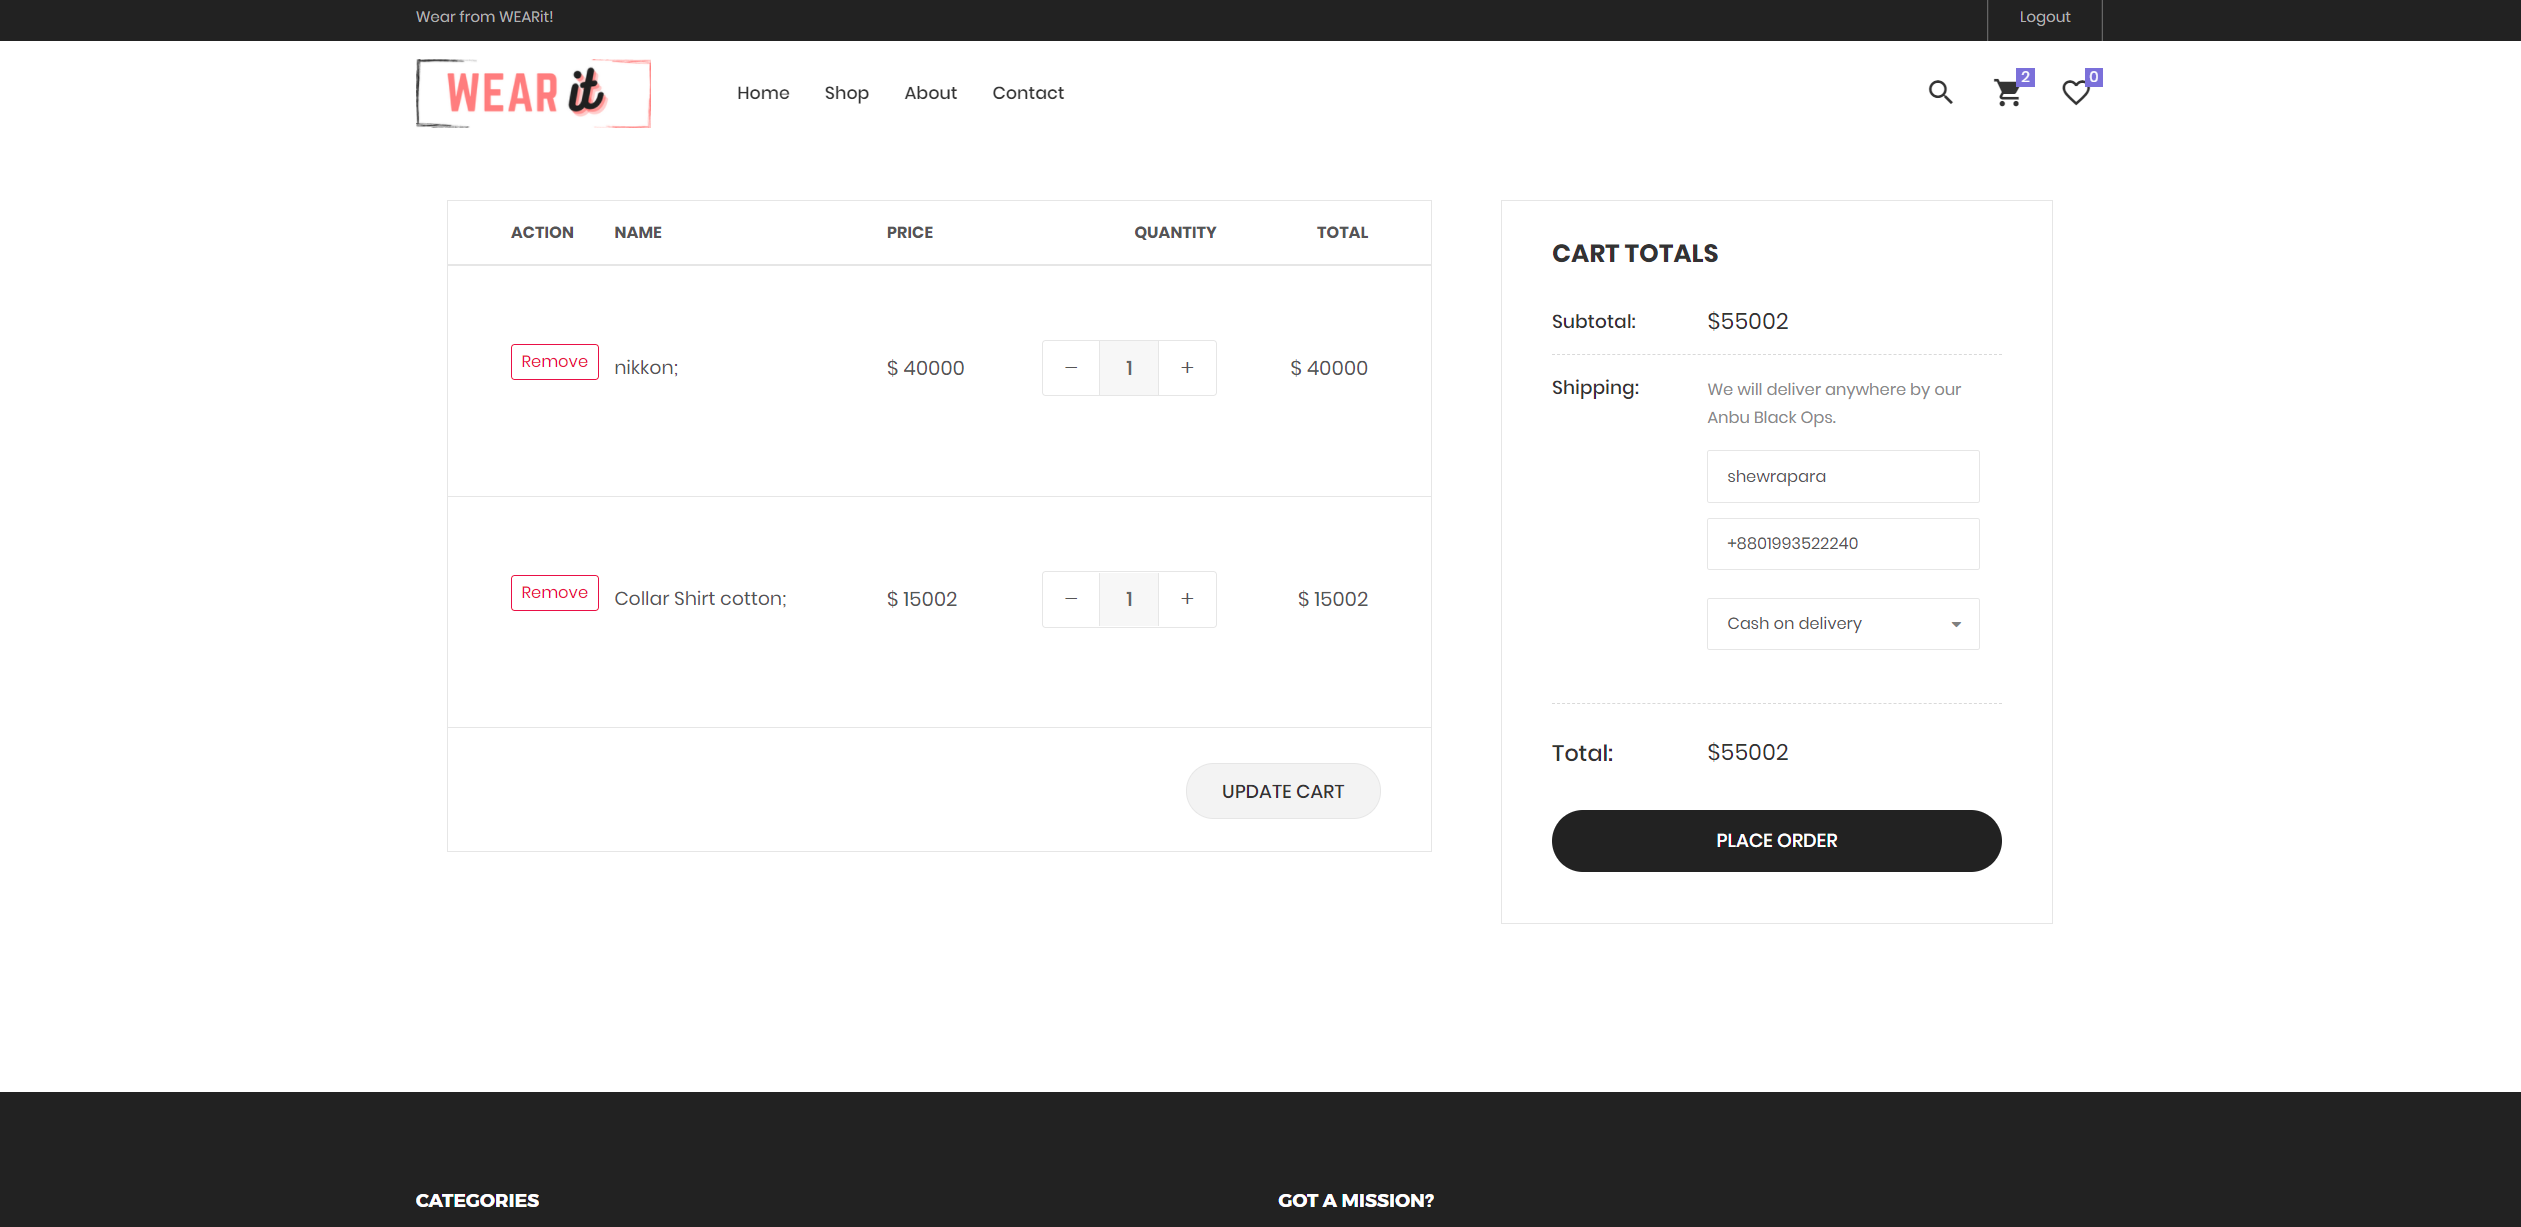 Wear from WEARit!
Logout
WEAR it
Home Shop About Contact
2
0
ACTION NAME PRICE QUANTITY TOTAL
Remove nikkon; $ 40000 − 1 + $ 40000
Remove Collar Shirt cotton; $ 15002 − 1 + $ 15002
UPDATE CART
CART TOTALS
Subtotal: $55002
Shipping: We will deliver anywhere by our
Anbu Black Ops.
shewrapara
+8801993522240
Cash on delivery
Total: $55002
PLACE ORDER
CATEGORIES
GOT A MISSION?